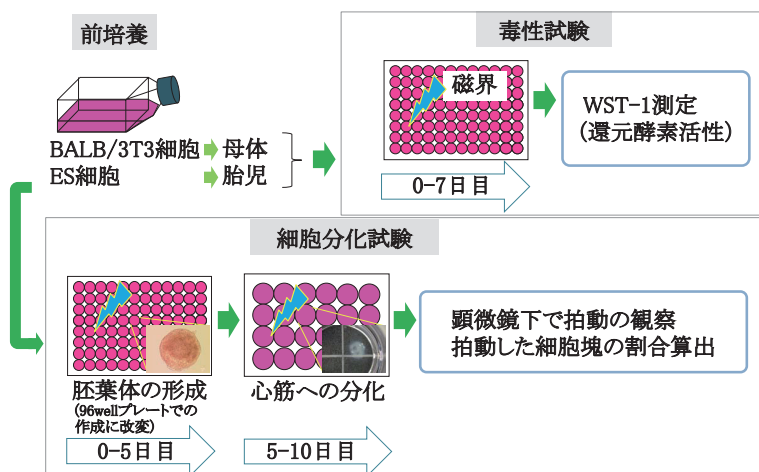 前培養
BALB/3T3細胞 母体
ES細胞 胎児
毒性試験
磁界
0-7日目
WST-1測定
(還元酵素活性)
細胞分化試験
胚葉体の形成
(96wellプレートでの
作成に改変)
0-5日目
心筋への分化
5-10日目
顕微鏡下で拍動の観察
拍動した細胞塊の割合算出